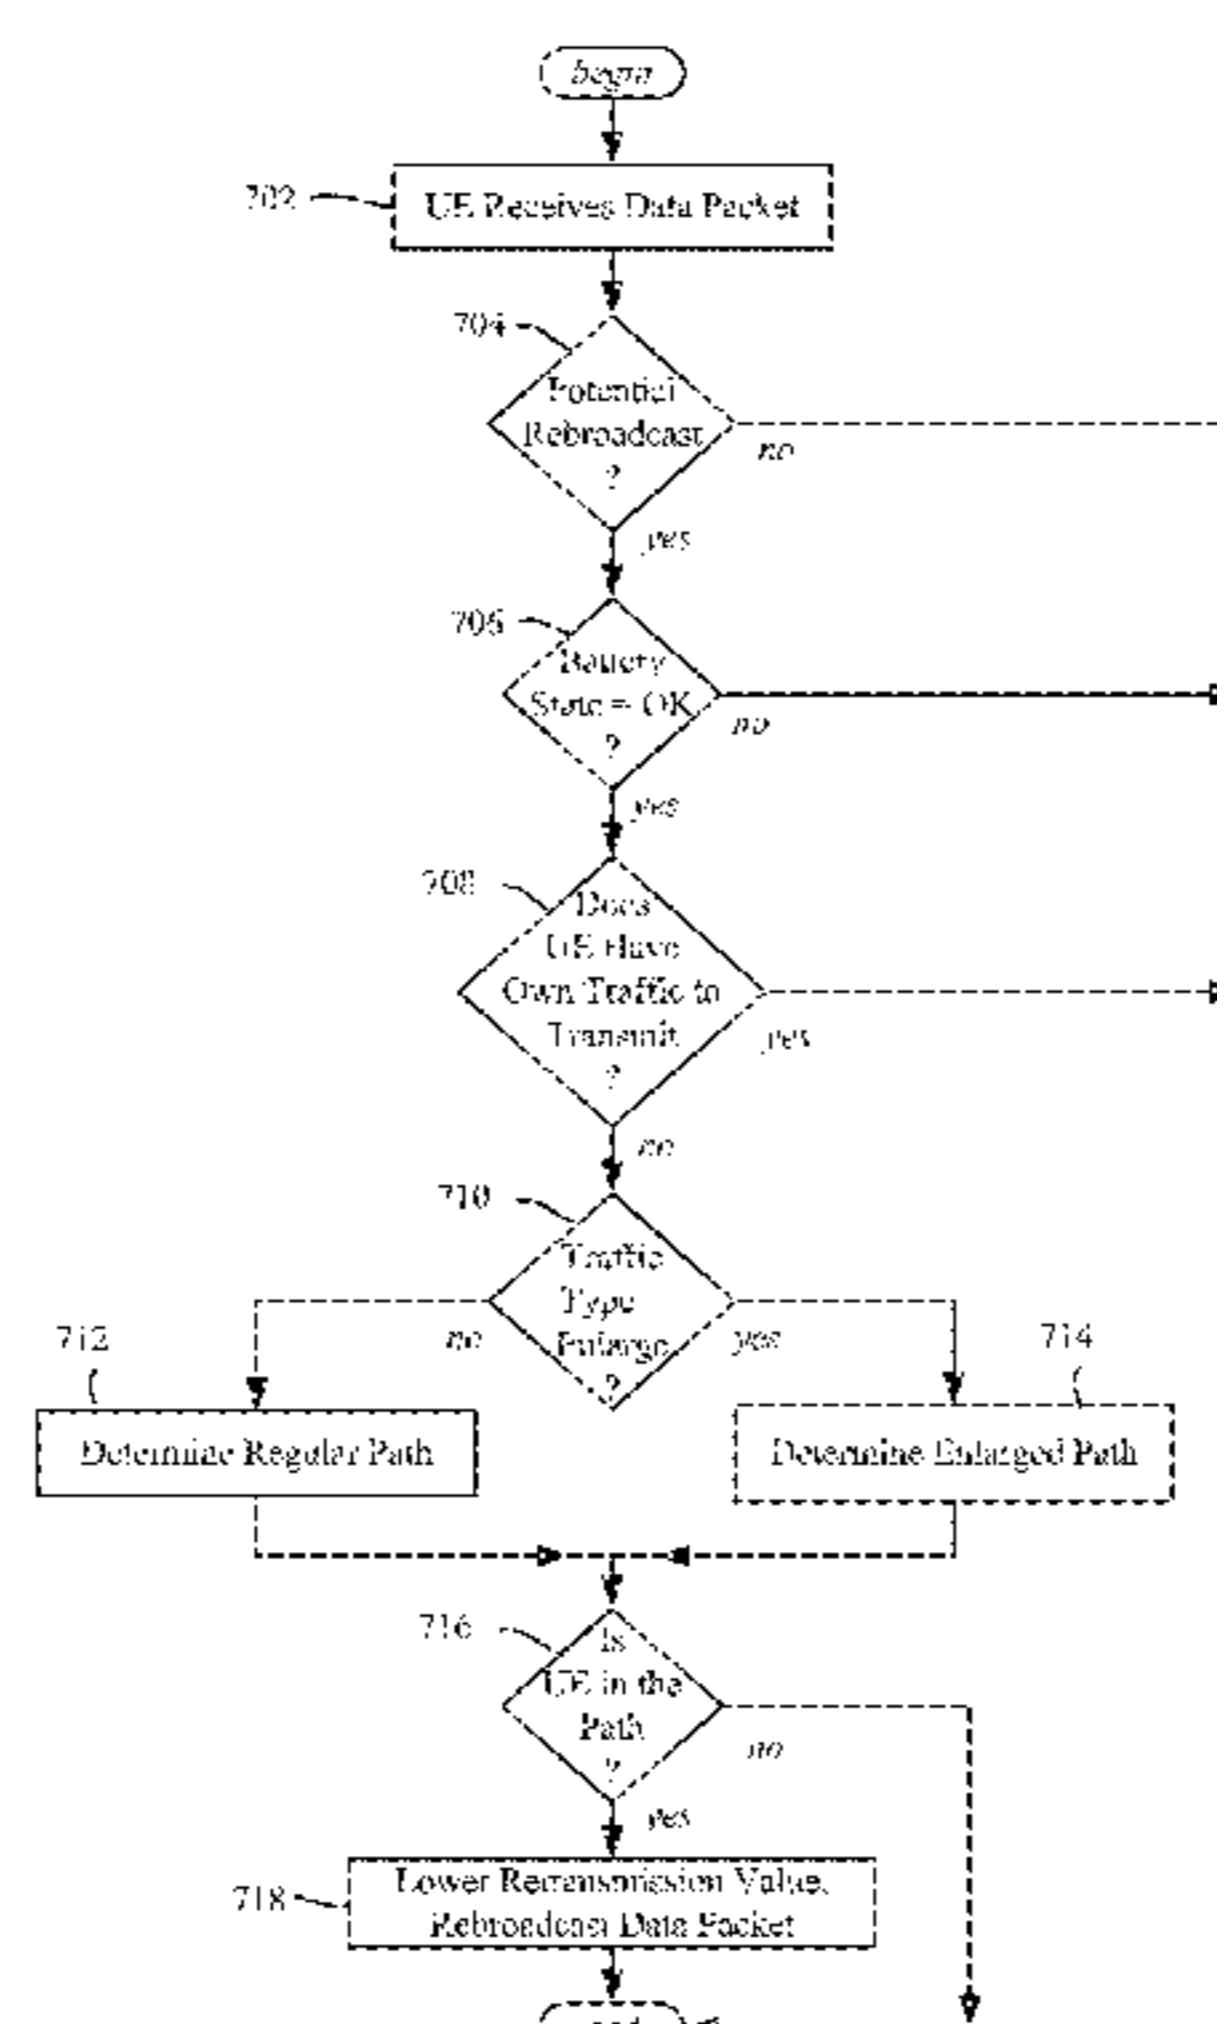 begin
702
UE Receives Data Packet
704
Potential
Rebroadcast
?
no
yes
706
Battery
State = OK
?
no
yes
708
Does
UE Have
Own Traffic to
Transmit
?
yes
no
710
Traffic
Type
Enlarge
?
no
yes
712
714
Determine Regular Path
Determine Enlarged Path
716
Is
UE in the
Path
?
no
yes
718
Lower Retransmission Value,
Rebroadcast Data Packet